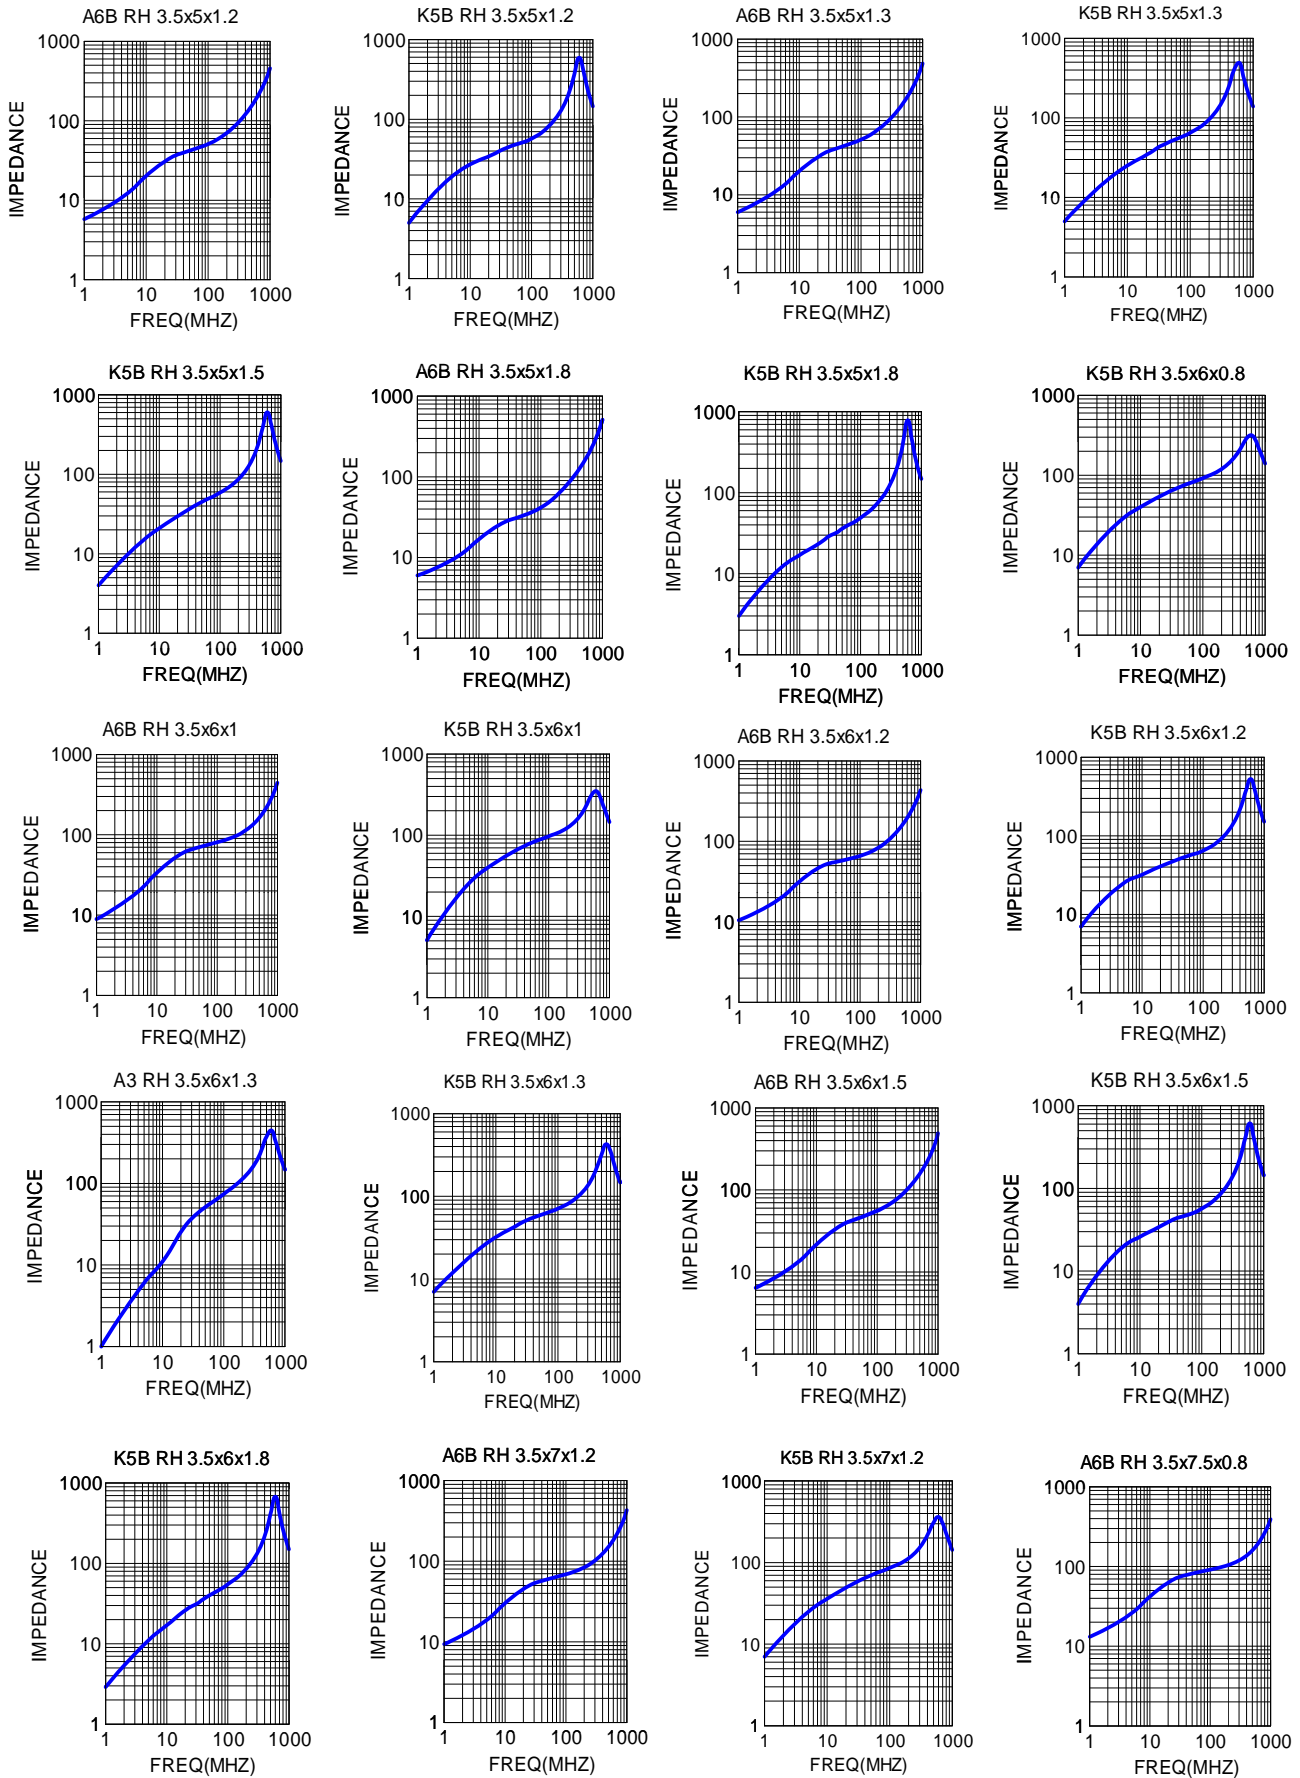 A6B RH 3.5x5x1.2
1000
100
10
1
IMPEDANCE
1 10 100 1000
FREQ(MHZ)
K5B RH 3.5x5x1.2
1000
100
10
1
IMPEDANCE
1 10 100 1000
FREQ(MHZ)
A6B RH 3.5x5x1.3
1000
100
10
1
IMPEDANCE
1 10 100 1000
FREQ(MHZ)
K5B RH 3.5x5x1.3
1000
100
10
1
IMPEDANCE
1 10 100 1000
FREQ(MHZ)
K5B RH 3.5x5x1.5
1000
100
10
1
IMPEDANCE
1 10 100 1000
FREQ(MHZ)
A6B RH 3.5x5x1.8
1000
100
10
1
IMPEDANCE
1 10 100 1000
FREQ(MHZ)
K5B RH 3.5x5x1.8
1000
100
10
1
IMPEDANCE
1 10 100 1000
FREQ(MHZ)
K5B RH 3.5x6x0.8
1000
100
10
1
IMPEDANCE
1 10 100 1000
FREQ(MHZ)
A6B RH 3.5x6x1
1000
100
10
1
IMPEDANCE
1 10 100 1000
FREQ(MHZ)
K5B RH 3.5x6x1
1000
100
10
1
IMPEDANCE
1 10 100 1000
FREQ(MHZ)
A6B RH 3.5x6x1.2
1000
100
10
1
IMPEDANCE
1 10 100 1000
FREQ(MHZ)
K5B RH 3.5x6x1.2
1000
100
10
1
IMPEDANCE
1 10 100 1000
FREQ(MHZ)
A3 RH 3.5x6x1.3
1000
100
10
1
IMPEDANCE
1 10 100 1000
FREQ(MHZ)
K5B RH 3.5x6x1.3
1000
100
10
1
IMPEDANCE
1 10 100 1000
FREQ(MHZ)
A6B RH 3.5x6x1.5
1000
100
10
1
IMPEDANCE
1 10 100 1000
FREQ(MHZ)
K5B RH 3.5x6x1.5
1000
100
10
1
IMPEDANCE
1 10 100 1000
FREQ(MHZ)
K5B RH 3.5x6x1.8
1000
100
10
1
IMPEDANCE
1 10 100 1000
FREQ(MHZ)
A6B RH 3.5x7x1.2
1000
100
10
1
IMPEDANCE
1 10 100 1000
FREQ(MHZ)
K5B RH 3.5x7x1.2
1000
100
10
1
IMPEDANCE
1 10 100 1000
FREQ(MHZ)
A6B RH 3.5x7.5x0.8
1000
100
10
1
IMPEDANCE
1 10 100 1000
FREQ(MHZ)